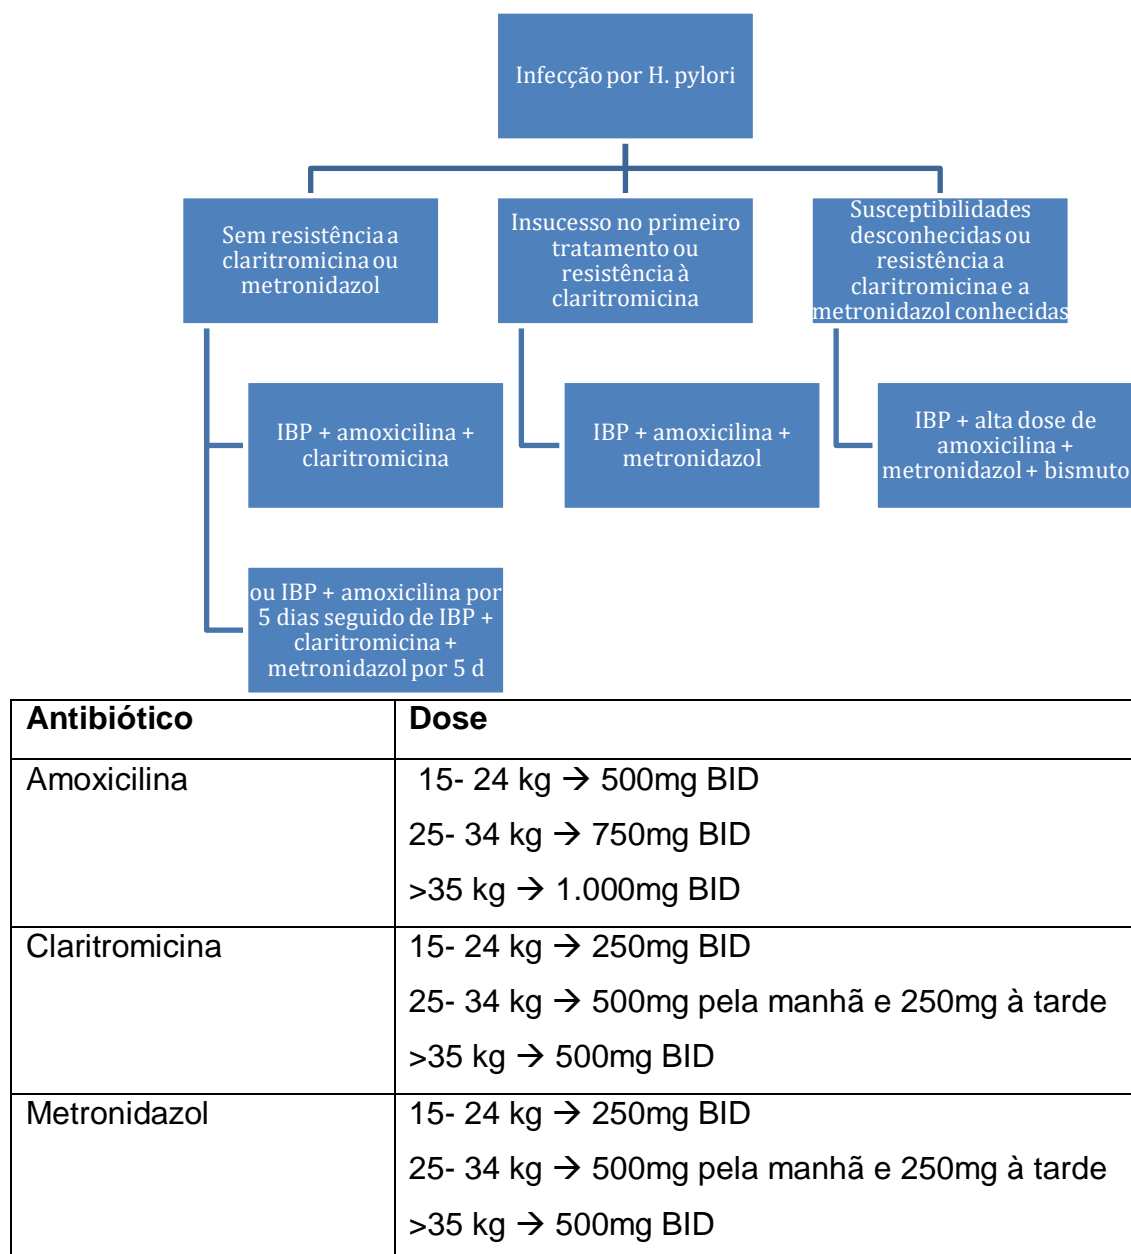 Infecção por H. pylori
Sem resistência a
claritromicina ou
metronidazol
Insucesso no primeiro
tratamento ou
resistência à
claritromicina
Susceptibilidades
desconhecidas ou
resistência a
claritromicina e a
metronidazol conhecidas
IBP + amoxicilina +
claritromicina
IBP + amoxicilina +
metronidazol
IBP + alta dose de
amoxicilina +
metronidazol + bismuto
ou IBP + amoxicilina por
5 dias seguido de IBP +
claritromicina +
metronidazol por 5 d
Antibiótico Dose
Amoxicilina 15- 24 kg → 500mg BID
25- 34 kg → 750mg BID
>35 kg → 1.000mg BID
Claritromicina 15- 24 kg → 250mg BID
25- 34 kg → 500mg pela manhã e 250mg à tarde
>35 kg → 500mg BID
Metronidazol 15- 24 kg → 250mg BID
25- 34 kg → 500mg pela manhã e 250mg à tarde
>35 kg → 500mg BID